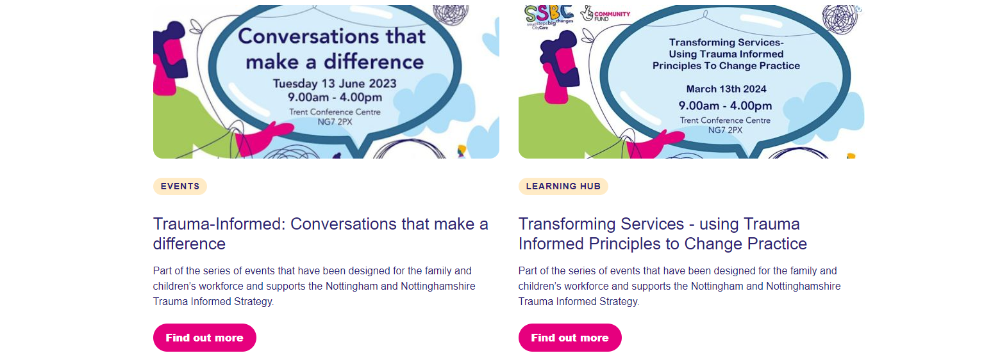 Conversations that
make a difference
Tuesday 13 June 2023
9.00am - 4.00pm
Trent Conference Centre
NG7 2PX
EVENTS
Trauma-Informed: Conversations that make a
difference
Part of the series of events that have been designed for the family and
children’s workforce and supports the Nottingham and Nottinghamshire
Trauma Informed Strategy.
Find out more
SSBC
small steps big changes
CityCare
COMMUNITY
FUND
Transforming Services-
Using Trauma Informed
Principles To Change Practice
March 13th 2024
9.00am - 4.00pm
Trent Conference Centre
NG7 2PX
LEARNING HUB
Transforming Services - using Trauma
Informed Principles to Change Practice
Part of the series of events that have been designed for the family and
children’s workforce and supports the Nottingham and Nottinghamshire
Trauma Informed Strategy.
Find out more